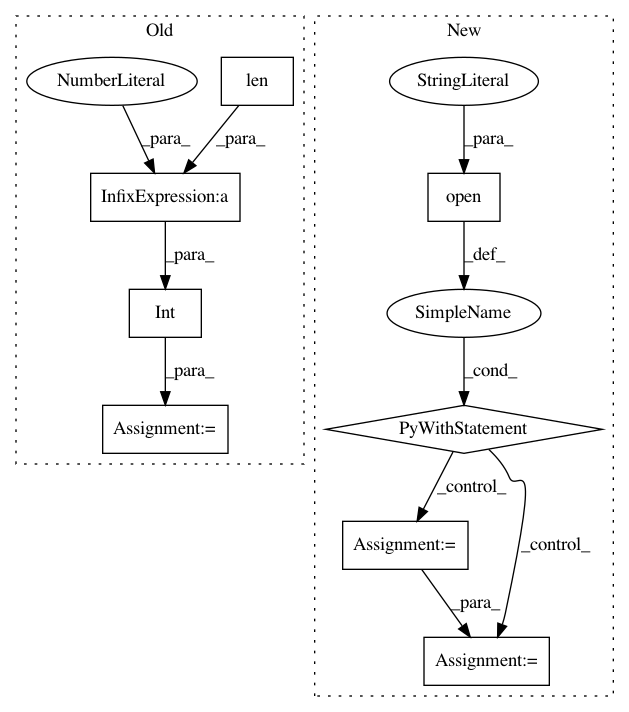 Old
New
NumberLiteral
len
StringLiteral
_para_
_para_
_para_
InfixExpression:a
open
_para_
_def_
Int
SimpleName
_para_
_cond_
Assignment:=
PyWithStatement
_control_
_control_
Assignment:=
_para_
Assignment:=